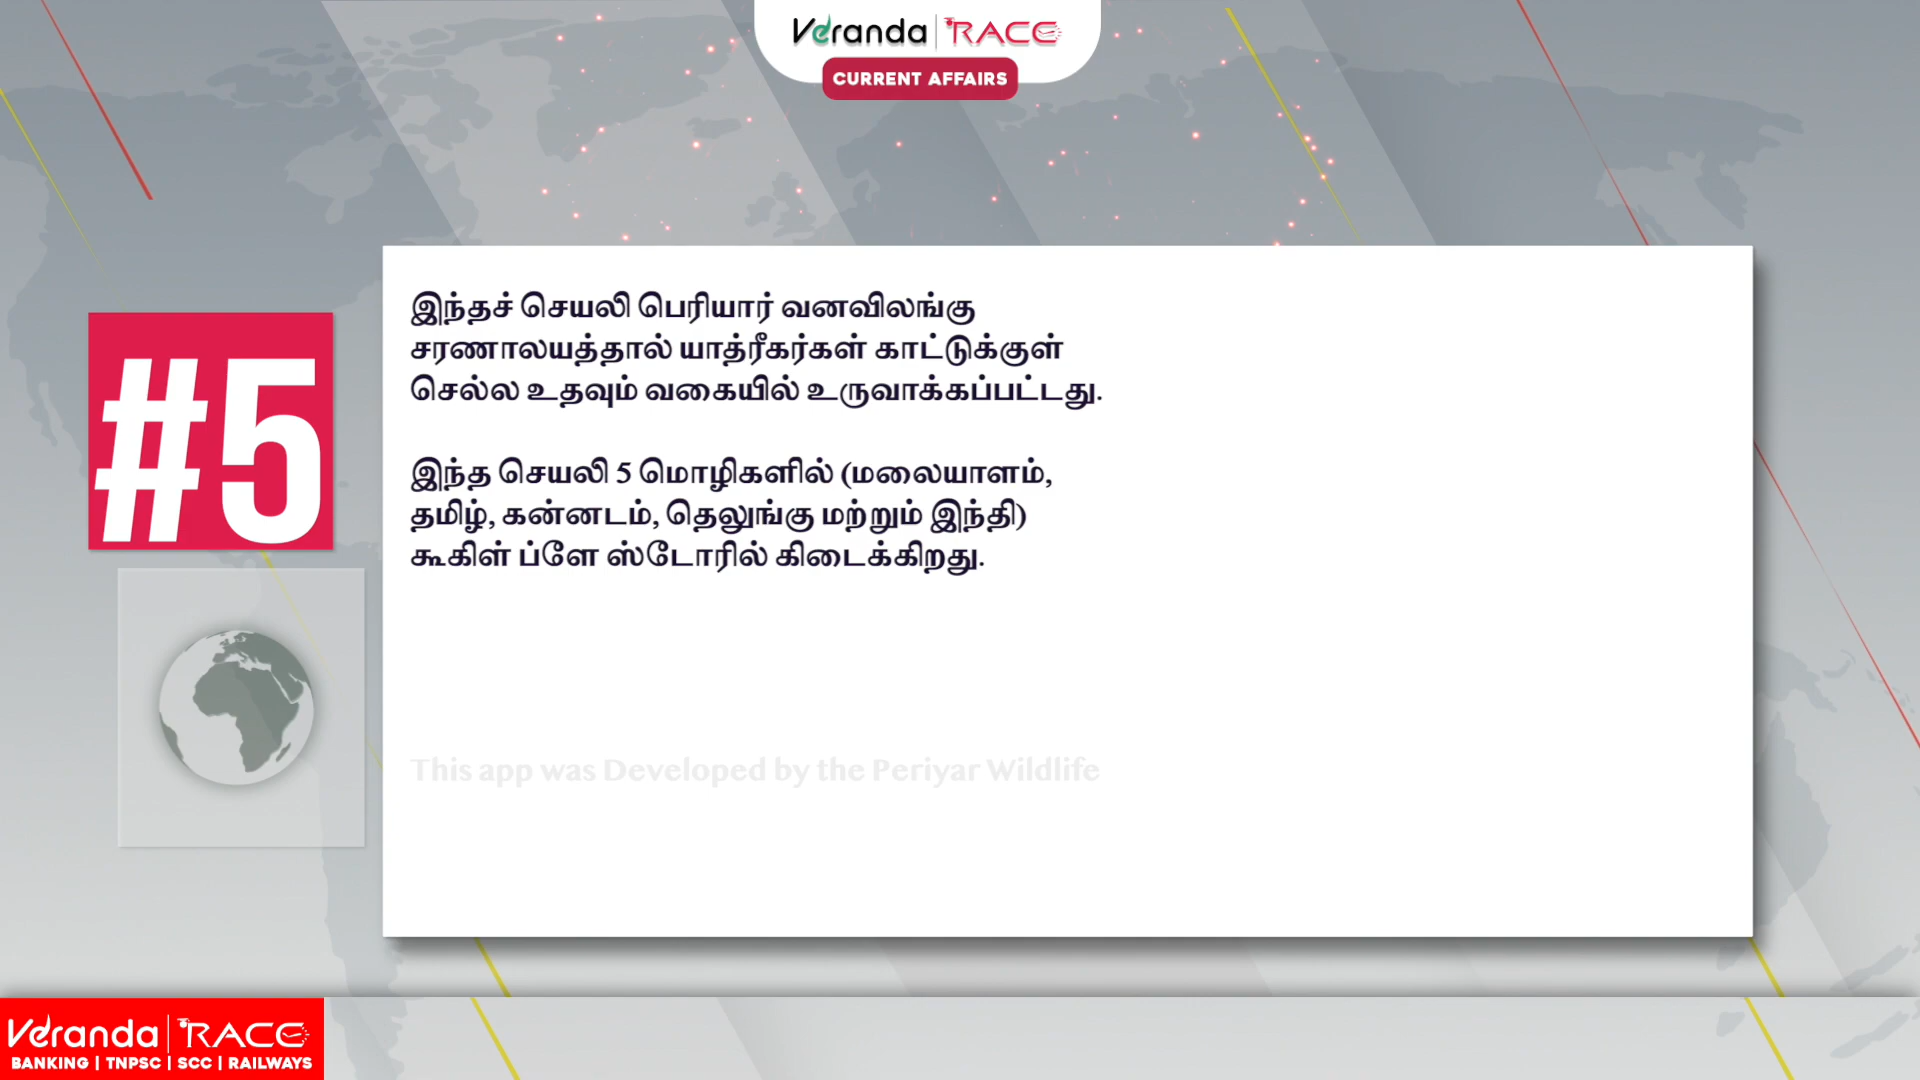 Veranda RACE
CURRENT AFFAIRS
இந்தச் செயலி பெரியார் வனவிலங்கு
சரணாலயத்தால் யாத்ரீகர்கள் காட்டுக்குள்
செல்ல உதவும் வகையில் உருவாக்கப்பட்டது.
#5
இந்த செயலி 5 மொழிகளில் (மலையாளம்,
தமிழ், கன்னடம், தெலுங்கு மற்றும் இந்தி)
கூகிள் ப்ளே ஸ்டோரில் கிடைக்கிறது.
This app was Developed by the Periyar Wildlife
Veranda RACE
BANKING | TNPSC | SCC | RAILWAYS